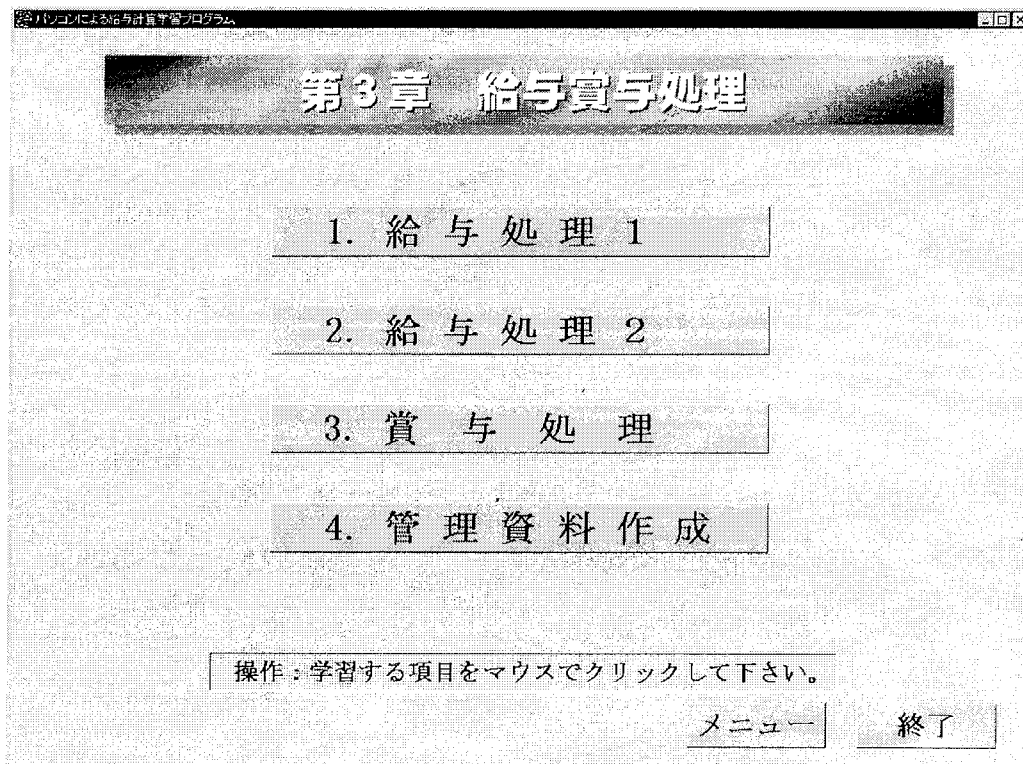 パソコンによる給与計算学習プログラム
第3章 給与賞与処理
1. 給与処理1
2. 給与処理2
3. 賞与処理
4. 管理資料作成
操作：学習する項目をマウスでクリックして下さい。
メニュー 終了